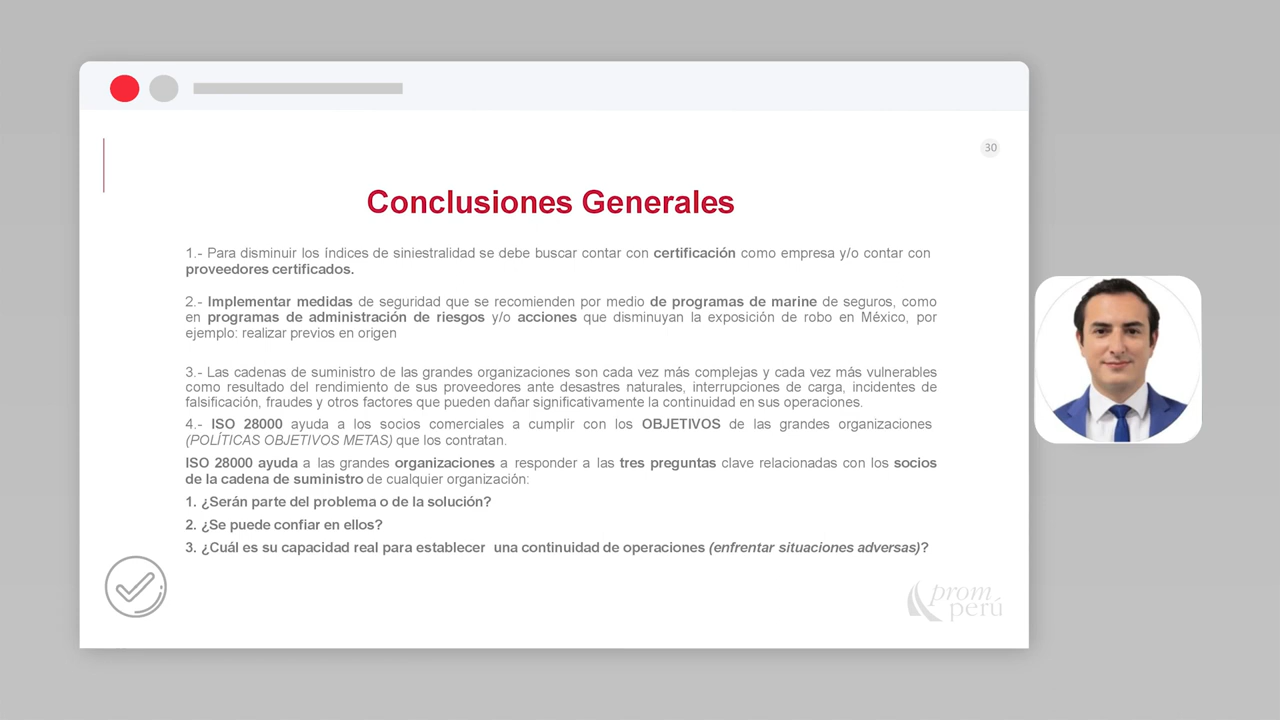 30
Conclusiones Generales
1.- Para disminuir los índices de siniestralidad se debe buscar contar con certificación como empresa y/o contar con
proveedores certificados.
2.- Implementar medidas de seguridad que se recomienden por medio de programas de marine de seguros, como
en programas de administración de riesgos y/o acciones que disminuyan la exposición de robo en México, por
ejemplo: realizar previos en origen
3.- Las cadenas de suministro de las grandes organizaciones son cada vez más complejas y cada vez más vulnerables
como resultado del rendimiento de sus proveedores ante desastres naturales, interrupciones de carga, incidentes de
falsificación, fraudes y otros factores que pueden dañar significativamente la continuidad en sus operaciones.
4.- ISO 28000 ayuda a los socios comerciales a cumplir con los OBJETIVOS de las grandes organizaciones
(POLÍTICAS OBJETIVOS METAS) que los contratan.
ISO 28000 ayuda a las grandes organizaciones a responder a las tres preguntas clave relacionadas con los socios
de la cadena de suministro de cualquier organización:
1. ¿Serán parte del problema o de la solución?
2. ¿Se puede confiar en ellos?
3. ¿Cuál es su capacidad real para establecer una continuidad de operaciones (enfrentar situaciones adversas)?
prom
perú